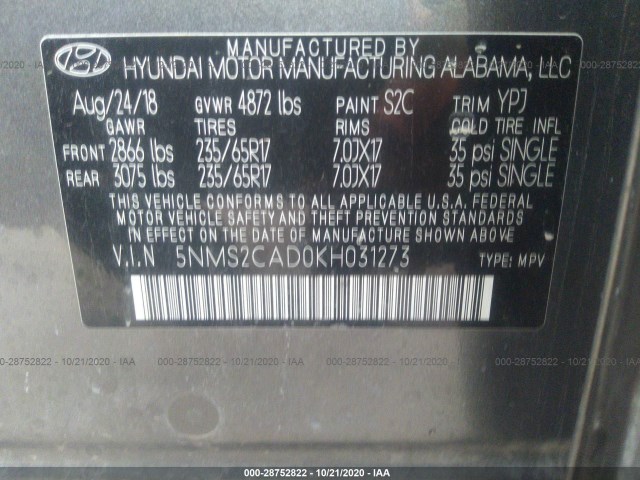 MANUFACTURED BY
HYUNDAI MOTOR MANUFACTURING ALABAMA, LLC
Aug/24/18 GVWR 4872 lbs PAINT S2C TRIM YPJ
GAWR TIRES RIMS COLD TIRE INFL
FRONT 2866 lbs 235/65R17 7.0JX17 35 psi SINGLE
REAR 3075 lbs 235/65R17 7.0JX17 35 psi SINGLE
THIS VEHICLE CONFORMS TO ALL APPLICABLE U.S.A. FEDERAL
MOTOR VEHICLE SAFETY AND THEFT PREVENTION STANDARDS
IN EFFECT ON THE DATE OF MANUFACTURE SHOWN ABOVE.
V.I.N 5NMS2CAD0KH031273 TYPE: MPV
000-28752822 - 10/21/2020 - IAA